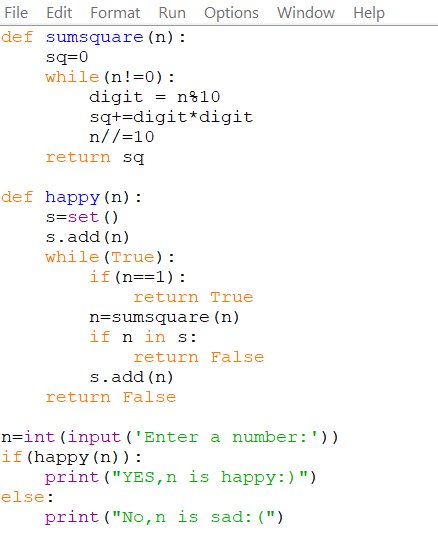 File Edit Format Run Options Window Help
def sumsquare(n):
    sq=0
    while(n!=0):
        digit = n%10
        sq+=digit*digit
        n//=10
    return sq

def happy(n):
    s=set()
    s.add(n)
    while(True):
        if(n==1):
            return True
        n=sumsquare(n)
        if n in s:
            return False
        s.add(n)
    return False

n=int(input('Enter a number:'))
if(happy(n)):
    print("YES,n is happy:)")
else:
    print("No,n is sad:(")